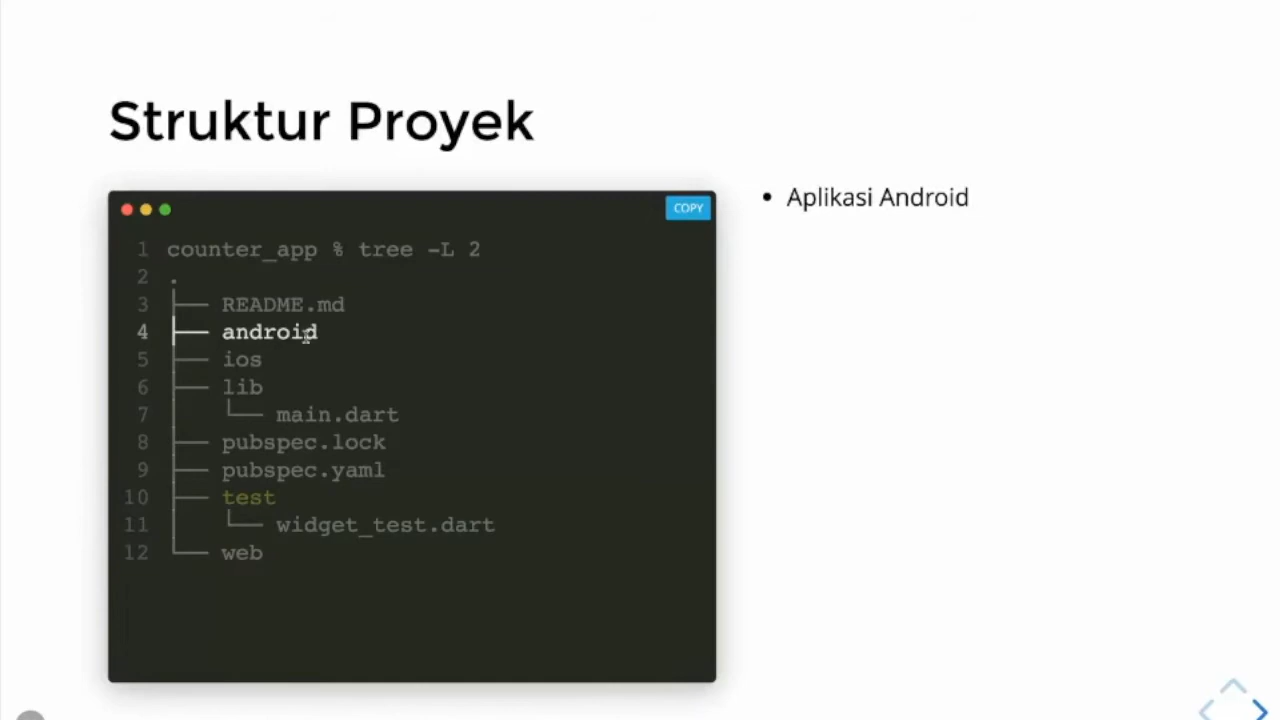 Struktur Proyek
COPY
1 counter_app % tree -L 2
2 .
3 ├── README.md
4 ├── android
5 ├── ios
6 ├── lib
7 │   └── main.dart
8 ├── pubspec.lock
9 ├── pubspec.yaml
10 ├── test
11 │   └── widget_test.dart
12 └── web
• Aplikasi Android